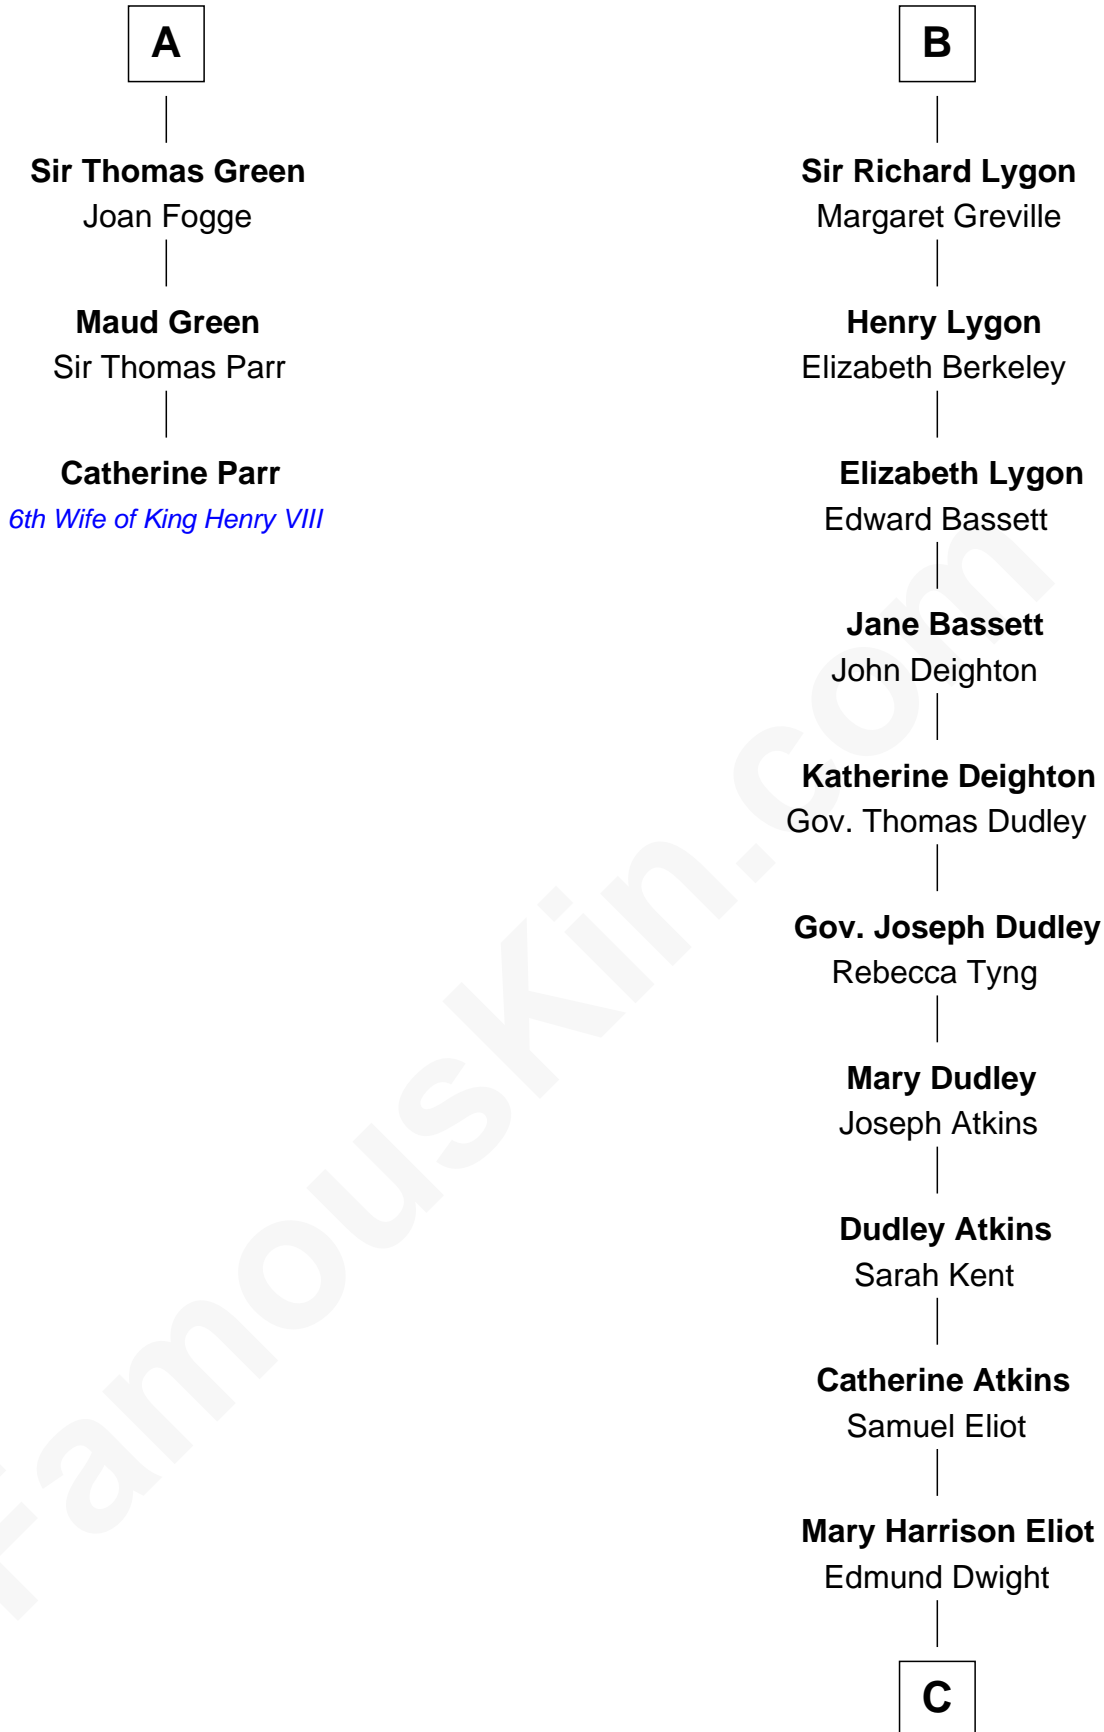 A
Sir Thomas Green
Joan Fogge
Maud Green
Sir Thomas Parr
Catherine Parr
6th Wife of King Henry VIII
B
Sir Richard Lygon
Margaret Greville
Henry Lygon
Elizabeth Berkeley
Elizabeth Lygon
Edward Bassett
Jane Bassett
John Deighton
Katherine Deighton
Gov. Thomas Dudley
Gov. Joseph Dudley
Rebecca Tyng
Mary Dudley
Joseph Atkins
Dudley Atkins
Sarah Kent
Catherine Atkins
Samuel Eliot
Mary Harrison Eliot
Edmund Dwight
C
FamousKin.com